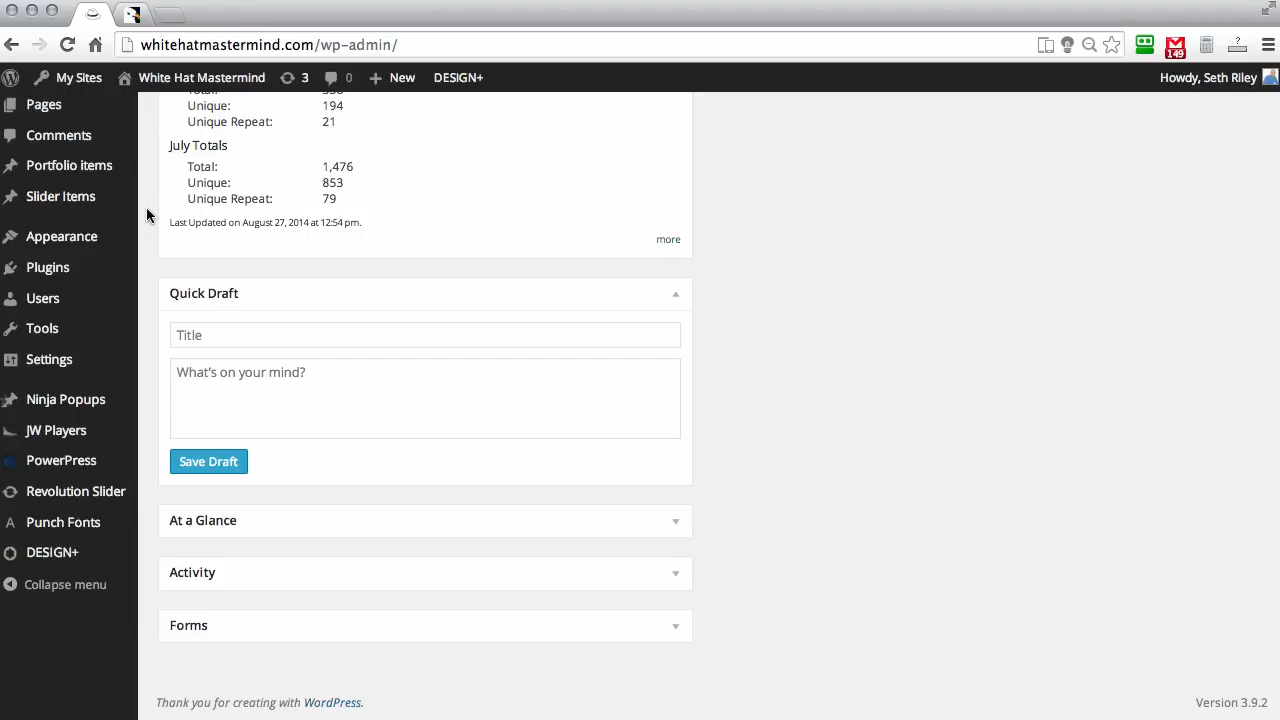 whitehatmastermind.com/wp-admin/
149
My Sites
White Hat Mastermind
3
0
New
DESIGN+
Howdy, Seth Riley
Pages
Comments
Portfolio items
Slider Items
Appearance
Plugins
Users
Tools
Settings
Ninja Popups
JW Players
PowerPress
Revolution Slider
Punch Fonts
DESIGN+
Collapse menu
Unique: 194
Unique Repeat: 21
July Totals
Total: 1,476
Unique: 853
Unique Repeat: 79
Last Updated on August 27, 2014 at 12:54 pm.
more
Quick Draft
Title
What's on your mind?
Save Draft
At a Glance
Activity
Forms
Thank you for creating with WordPress.
Version 3.9.2